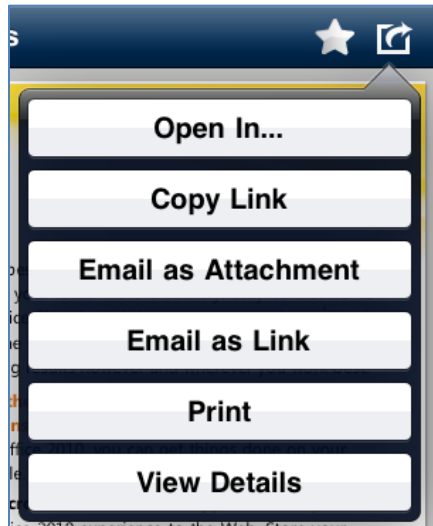 s
Open In...
Copy Link
Email as Attachment
Email as Link
Print
View Details